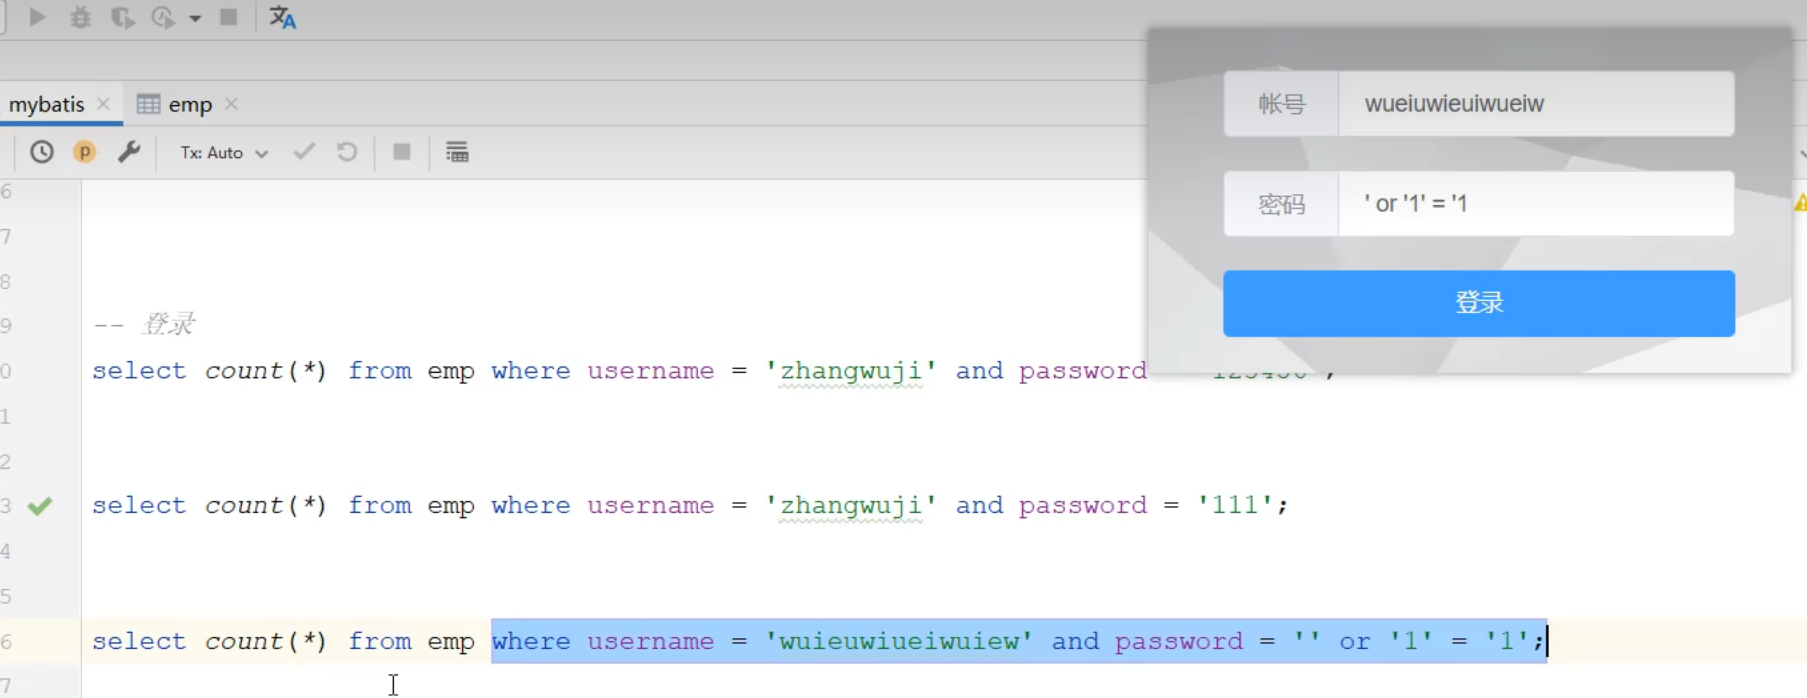 mybatis
emp
Tx: Auto
帐号 wueiuwieuiwueiw
密码 ' or '1' = '1
登录
6
7
8
9 -- 登录
0 select count(*) from emp where username = 'zhangwuji' and password
1
2
3 select count(*) from emp where username = 'zhangwuji' and password = '111';
4
5
6 select count(*) from emp where username = 'wuieuwiueiwuiew' and password = '' or '1' = '1';
7